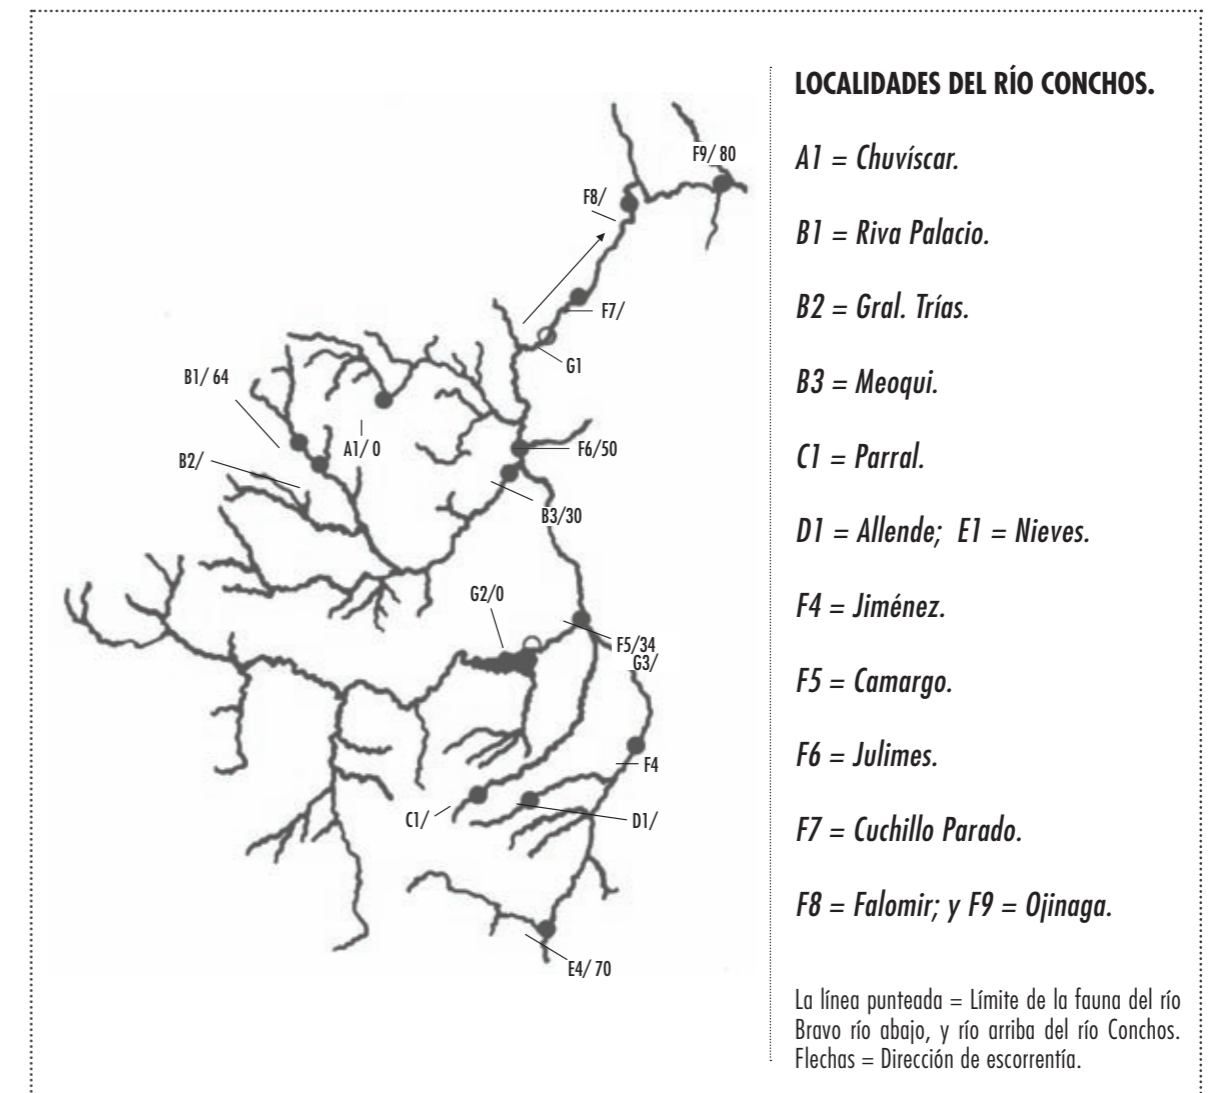 F9/ 80
F8/
F7/
G1
B1/ 64
A1/ 0
F6/50
B2/
B3/30
G2/0
F5/34
G3/
F4
C1/
D1/
E4/ 70
LOCALIDADES DEL RÍO CONCHOS.
A1 = Chuvíscar.
B1 = Riva Palacio.
B2 = Gral. Trías.
B3 = Meoqui.
C1 = Parral.
D1 = Allende; E1 = Nieves.
F4 = Jiménez.
F5 = Camargo.
F6 = Julimes.
F7 = Cuchillo Parado.
F8 = Falomir; y F9 = Ojinaga.
La línea punteada = Límite de la fauna del río
Bravo río abajo, y río arriba del río Conchos.
Flechas = Dirección de escorrentía.